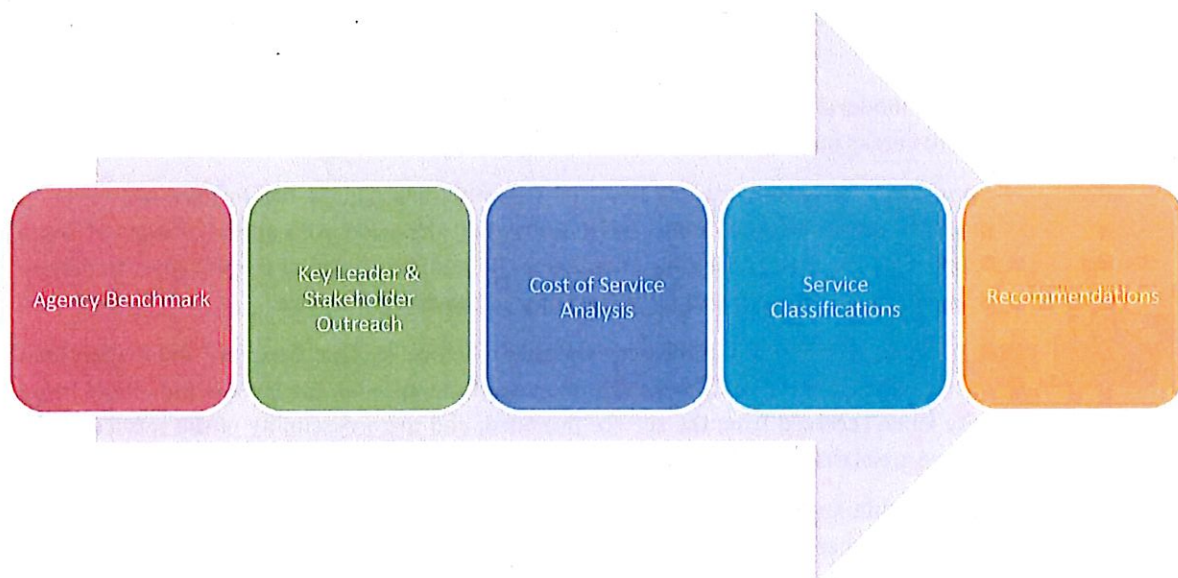 Agency Benchmark
Key Leader &
Stakeholder
Outreach
Cost of Service
Analysis
Service
Classifications
Recommendations